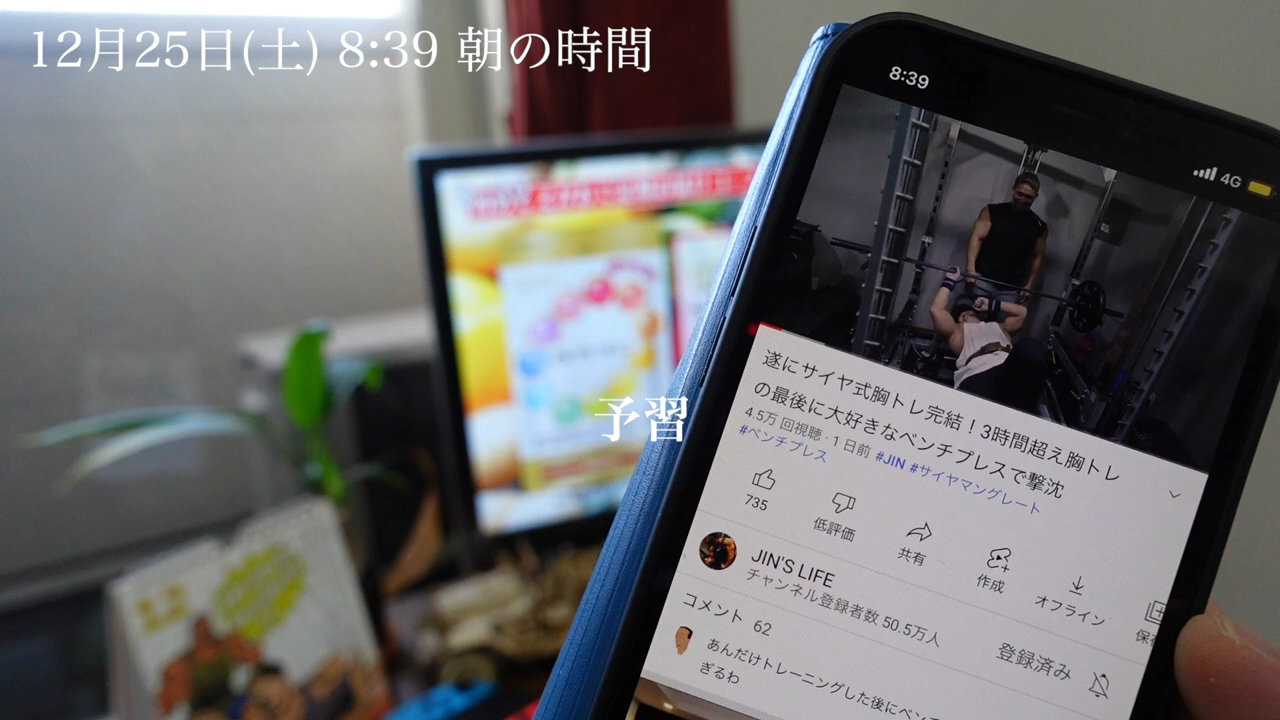 12月25日(土) 8:39 朝の時間
8:39
4G
遂にサイヤ式胸トレ完結！3時間超え胸トレ
の最後に大好きなベンチプレスで撃沈
4.5万 回視聴 · 1 日前 #JIN #サイヤマングレート
#ベンチプレス
735
低評価
共有
作成
オフライン
予習
JIN'S LIFE
チャンネル登録者数 50.5万人
登録済み
コメント 62
あんだけトレーニングした後にベン
ぎるわ